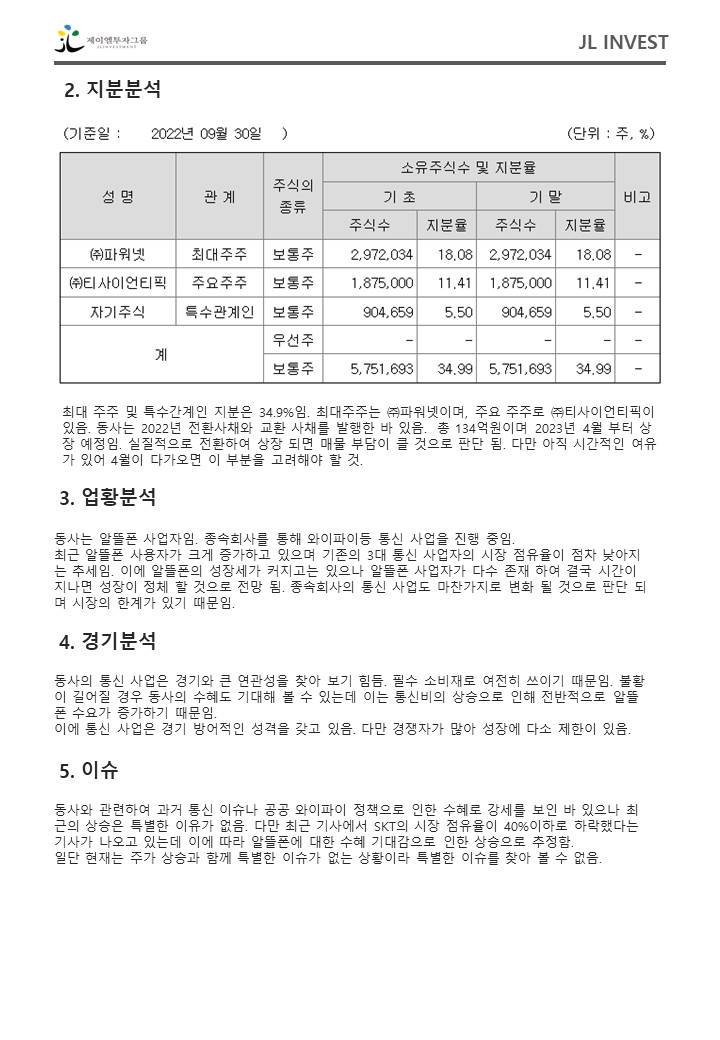 제이엘투자그룹
JLINVESTMENT
JL INVEST
2. 지분분석
(기준일 : 2022년 09월 30일 ) (단위 : 주, %)
성 명 관 계 주식의 종류 소유주식수 및 지분율 비고
기 초 기 말
주식수 지분율 주식수 지분율
㈜파워넷 최대주주 보통주 2,972,034 18.08 2,972,034 18.08 -
㈜티사이언티픽 주요주주 보통주 1,875,000 11.41 1,875,000 11.41 -
자기주식 특수관계인 보통주 904,659 5.50 904,659 5.50 -
계 우선주 - - - - -
보통주 5,751,693 34.99 5,751,693 34.99 -
최대 주주 및 특수간계인 지분은 34.9%임. 최대주주는 ㈜파워넷이며, 주요 주주로 ㈜티사이언티픽이
있음. 동사는 2022년 전환사채와 교환 사채를 발행한 바 있음. 총 134억원이며 2023년 4월 부터 상
장 예정임. 실질적으로 전환하여 상장 되면 매물 부담이 클 것으로 판단 됨. 다만 아직 시간적인 여유
가 있어 4월이 다가오면 이 부분을 고려해야 할 것.
3. 업황분석
동사는 알뜰폰 사업자임. 종속회사를 통해 와이파이등 통신 사업을 진행 중임.
최근 알뜰폰 사용자가 크게 증가하고 있으며 기존의 3대 통신 사업자의 시장 점유율이 점차 낮아지
는 추세임. 이에 알뜰폰의 성장세가 커지고는 있으나 알뜰폰 사업자가 다수 존재 하여 결국 시간이
지나면 성장이 정체 할 것으로 전망 됨. 종속회사의 통신 사업도 마찬가지로 변화 될 것으로 판단 되
며 시장의 한계가 있기 때문임.
4. 경기분석
동사의 통신 사업은 경기와 큰 연관성을 찾아 보기 힘듬. 필수 소비재로 여전히 쓰이기 때문임. 불황
이 길어질 경우 동사의 수혜도 기대해 볼 수 있는데 이는 통신비의 상승으로 인해 전반적으로 알뜰
폰 수요가 증가하기 때문임.
이에 통신 사업은 경기 방어적인 성격을 갖고 있음. 다만 경쟁자가 많아 성장에 다소 제한이 있음.
5. 이슈
동사와 관련하여 과거 통신 이슈나 공공 와이파이 정책으로 인한 수혜로 강세를 보인 바 있으나 최
근의 상승은 특별한 이유가 없음. 다만 최근 기사에서 SKT의 시장 점유율이 40%이하로 하락했다는
기사가 나오고 있는데 이에 따라 알뜰폰에 대한 수혜 기대감으로 인한 상승으로 추정함.
일단 현재는 주가 상승과 함께 특별한 이슈가 없는 상황이라 특별한 이슈를 찾아 볼 수 없음.